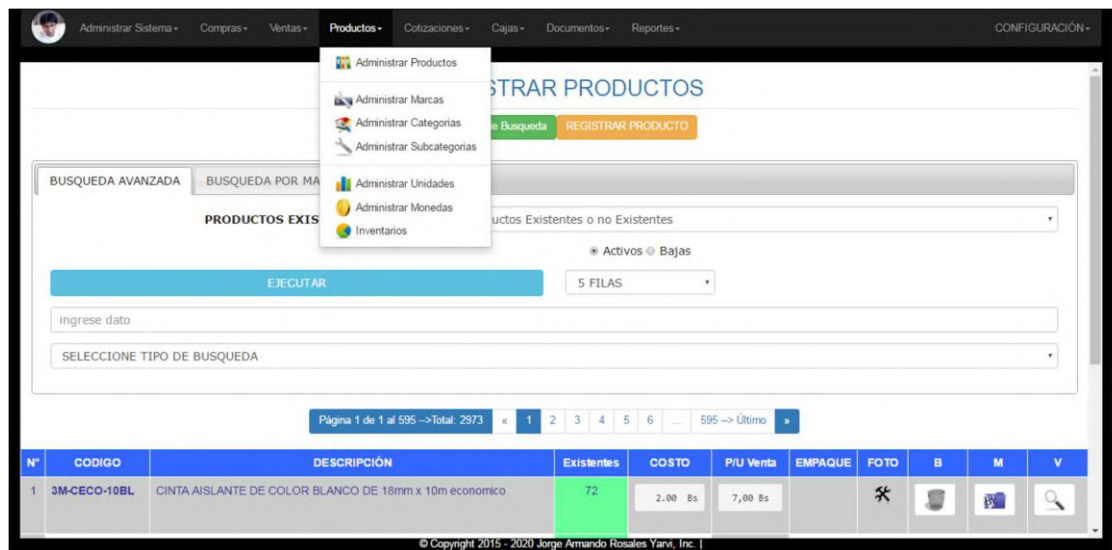 Administrar Sistema Compras Ventas Productos Cotizaciones Cajas Documentos Reportes CONFIGURACIÓN
Administrar Productos
Administrar Marcas
Administrar Categorias
Administrar Subcategorias
Administrar Unidades
Administrar Monedas
Inventarios
STRAR PRODUCTOS
e Busqueda REGISTRAR PRODUCTO
BUSQUEDA AVANZADA BUSQUEDA POR MA
PRODUCTOS EXIS uctos Existentes o no Existentes
Activos Bajas
EJECUTAR 5 FILAS
ingrese dato
SELECCIONE TIPO DE BUSQUEDA
Página 1 de 1 al 595 -->Total: 2973 « 1 2 3 4 5 6 ... 595 --> Último »
N° CODIGO DESCRIPCIÓN Existentes COSTO P/U Venta EMPAQUE FOTO B M V
1 3M-CECO-10BL CINTA AISLANTE DE COLOR BLANCO DE 18mm x 10m economico 72 2.00 Bs 7,00 Bs
© Copyright 2015 - 2020 Jorge Armando Rosales Yarvi, Inc. |